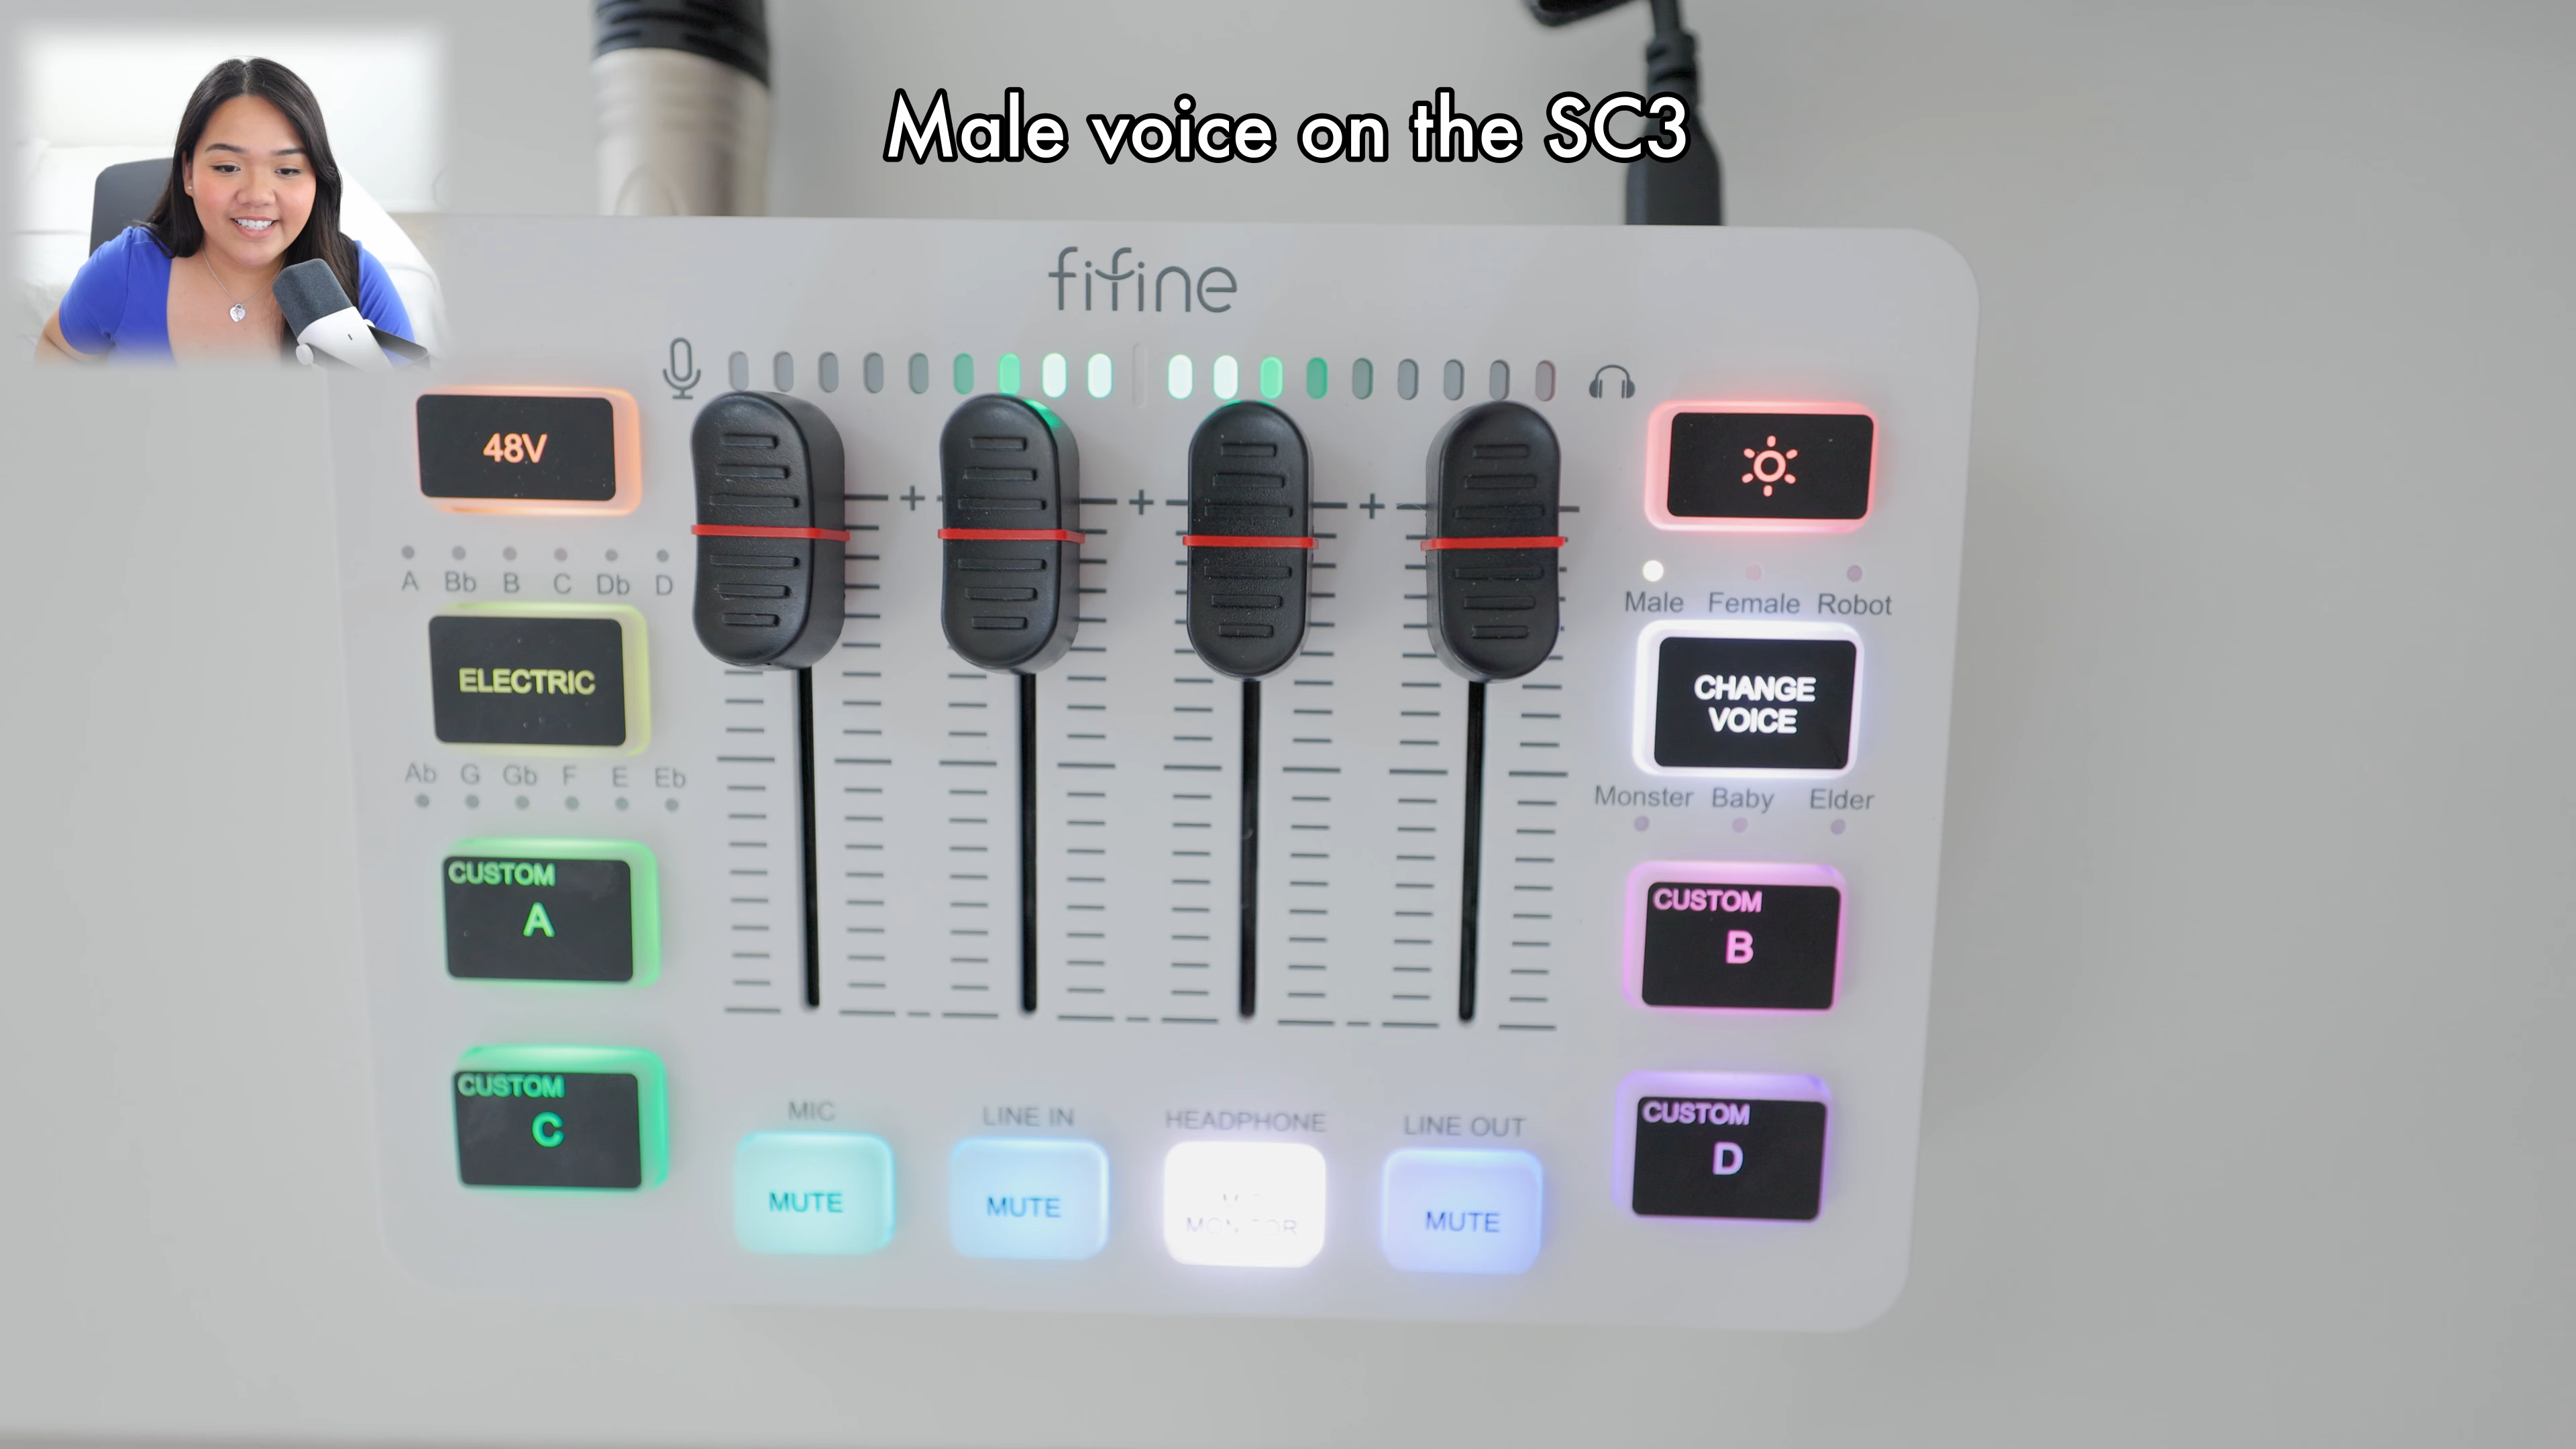 Male voice on the SC3
fifine
48V
A Bb B C Db D
Male Female Robot
ELECTRIC
CHANGE
VOICE
Ab G Gb F E Eb
Monster Baby Elder
CUSTOM
A
CUSTOM
B
CUSTOM
C
CUSTOM
D
MIC
LINE IN
HEADPHONE
LINE OUT
MUTE
MUTE
MONITOR
MUTE